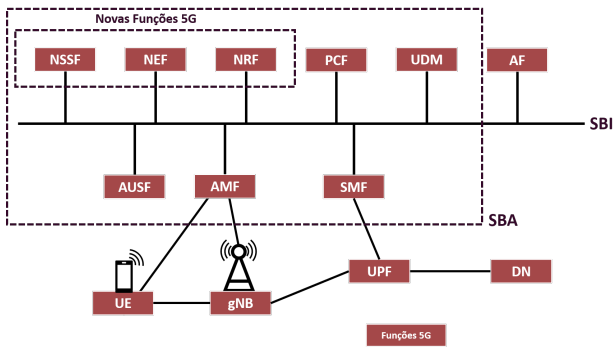 Novas Funções 5G
NSSF
NEF
NRF
PCF
UDM
AF
SBI
AUSF
AMF
SMF
SBA
UPF
DN
UE
gNB
Funções 5G